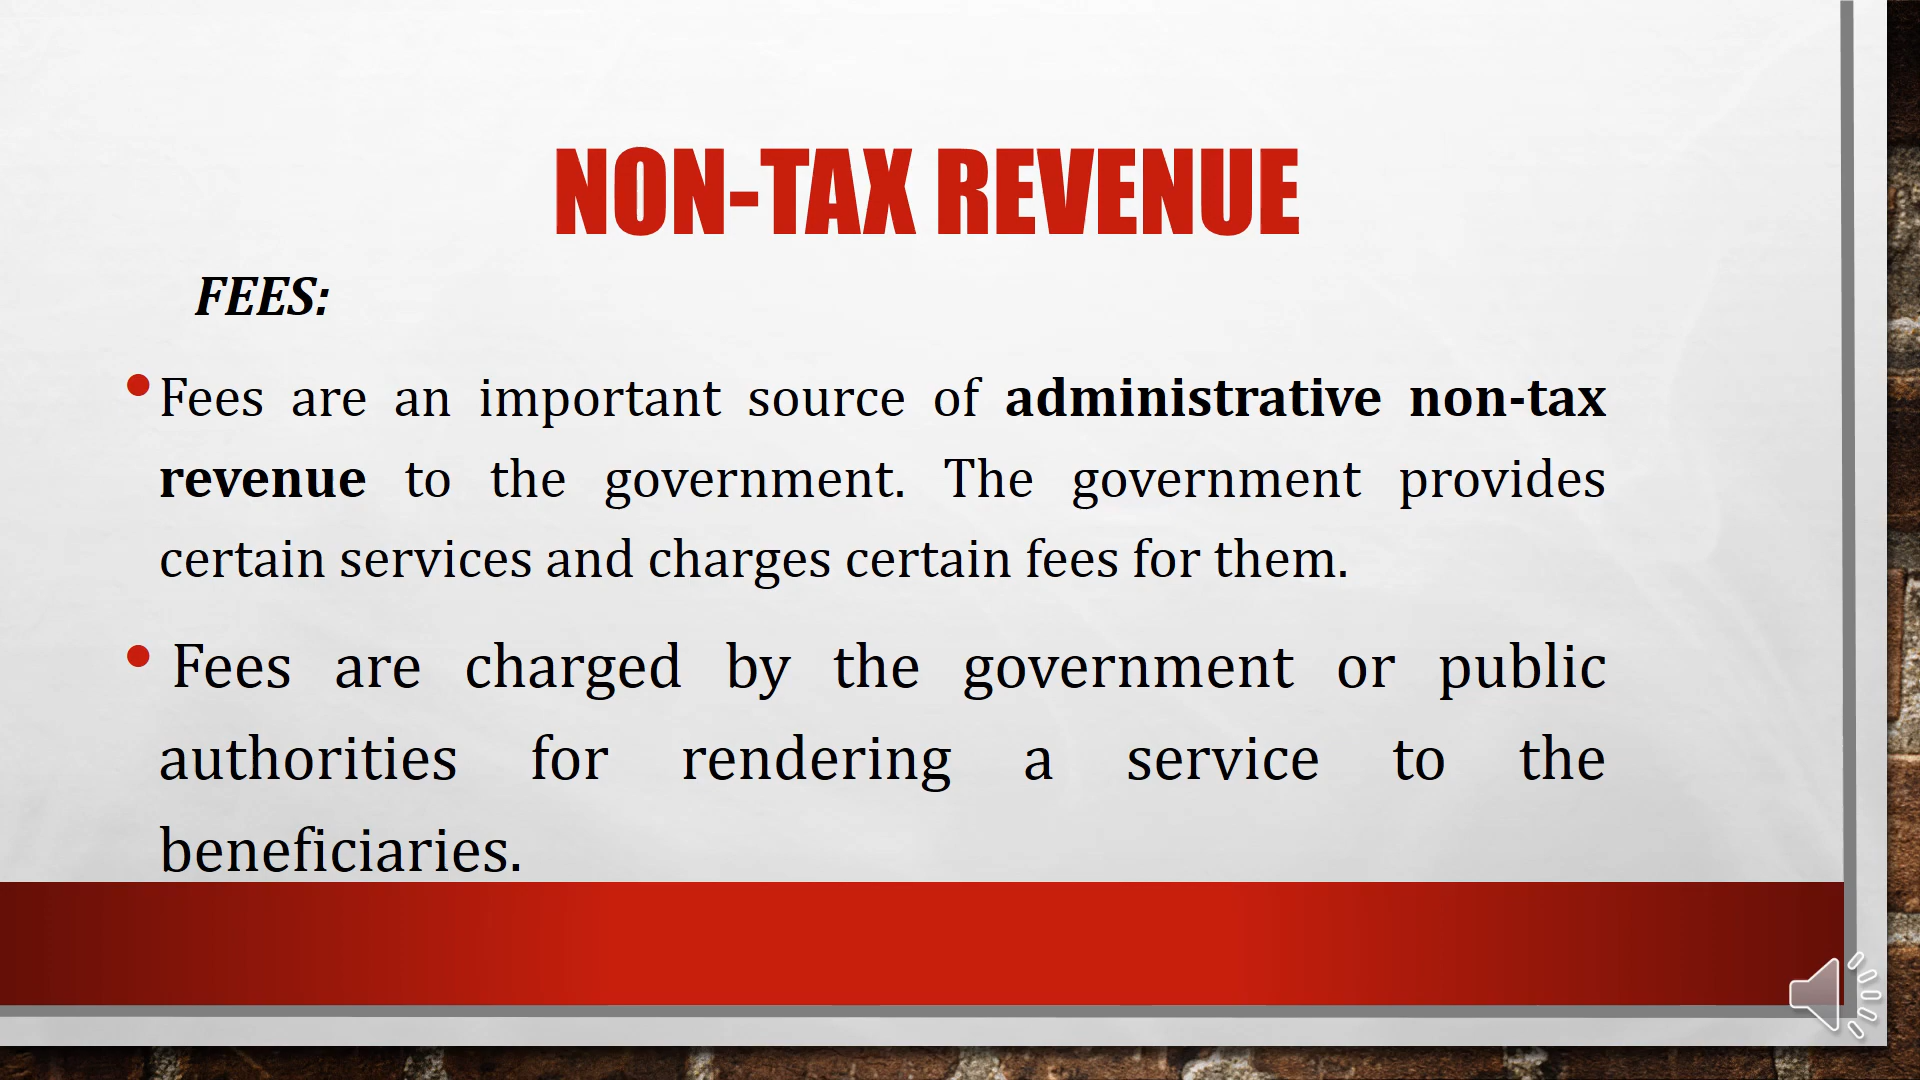 NON-TAX REVENUE
FEES:
• Fees are an important source of administrative non-tax
revenue to the government. The government provides
certain services and charges certain fees for them.
• Fees are charged by the government or public
authorities for rendering a service to the
beneficiaries.